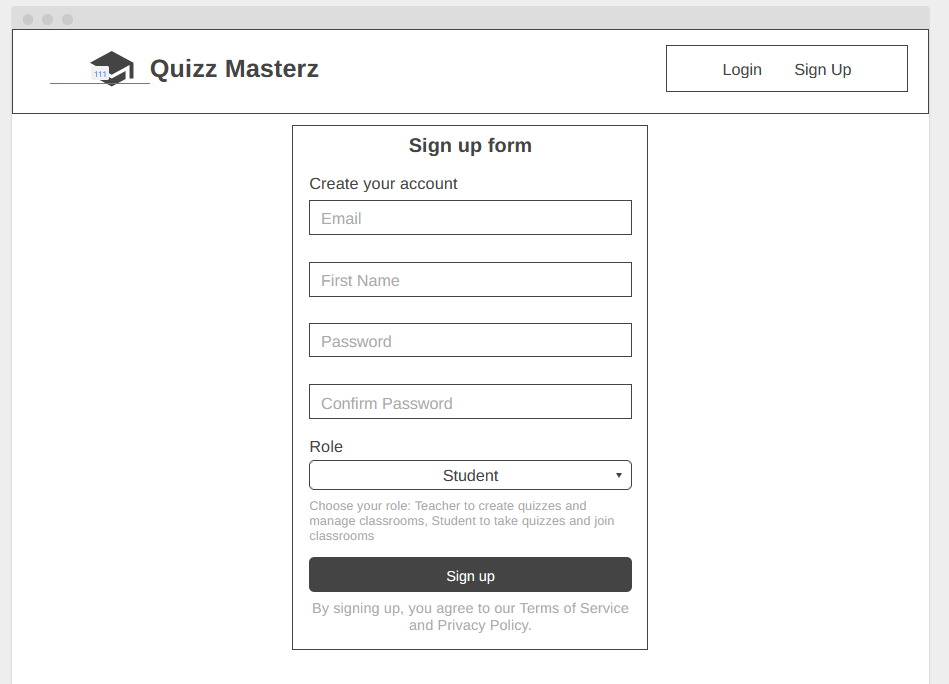 111
Quizz Masterz
Login
Sign Up
Sign up form
Create your account
Email
First Name
Password
Confirm Password
Role
Student
Choose your role: Teacher to create quizzes and
manage classrooms, Student to take quizzes and join
classrooms
Sign up
By signing up, you agree to our Terms of Service
and Privacy Policy.